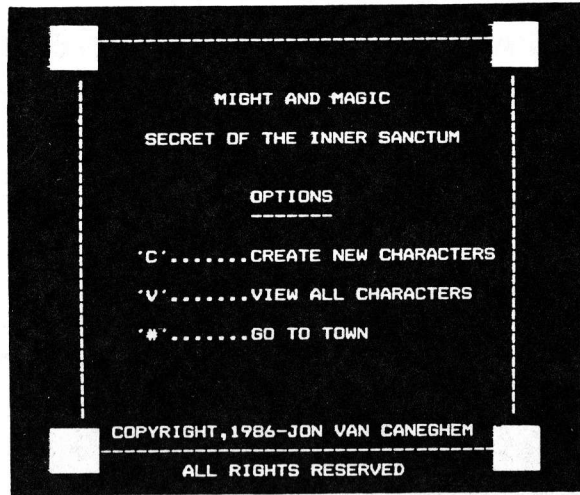 MIGHT AND MAGIC
SECRET OF THE INNER SANCTUM
OPTIONS
'C'.......CREATE NEW CHARACTERS
'V'.......VIEW ALL CHARACTERS
'#'.......GO TO TOWN
COPYRIGHT,1986-JON VAN CANEGHEM
ALL RIGHTS RESERVED